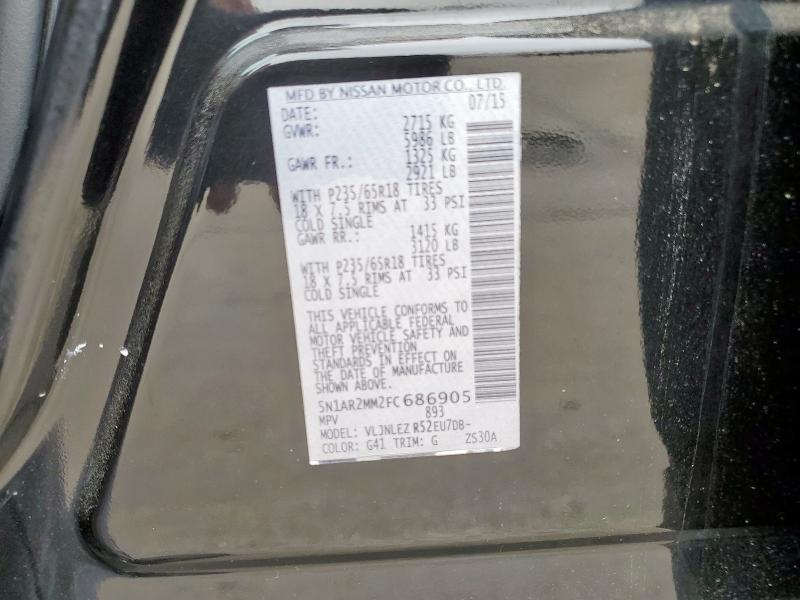 MFD BY NISSAN MOTOR CO., LTD.
DATE: 07/15
GVWR: 2715 KG
5986 LB
GAWR FR.: 1325 KG
2921 LB
WITH P235/65R18 TIRES
18 X 7.5 RIMS AT 33 PSI
COLD SINGLE
GAWR RR.: 1415 KG
3120 LB
WITH P235/65R18 TIRES
18 X 7.5 RIMS AT 33 PSI
COLD SINGLE
THIS VEHICLE CONFORMS TO
ALL APPLICABLE FEDERAL
MOTOR VEHICLE SAFETY AND
THEFT PREVENTION
STANDARDS IN EFFECT ON
THE DATE OF MANUFACTURE
SHOWN ABOVE.
5N1AR2MM2FC686905
MPV 893
MODEL: VLJNLEZ R52EU7DB-
COLOR: G41 TRIM: G ZS30A